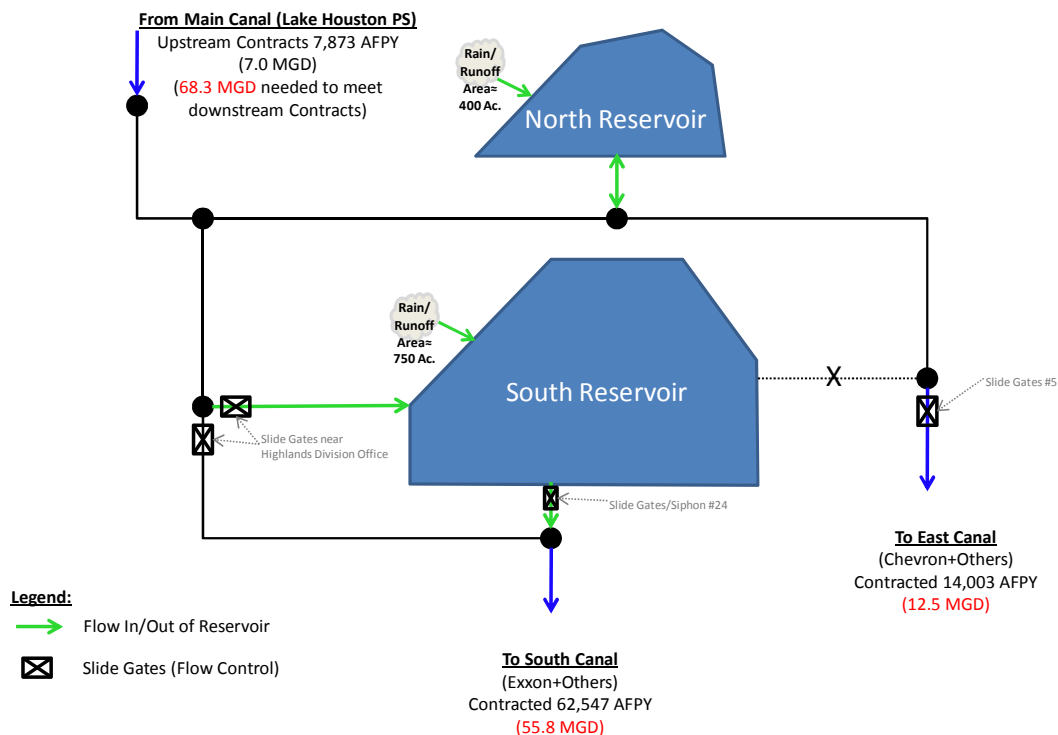 From Main Canal (Lake Houston PS)
Upstream Contracts 7,873 AFPY
(7.0 MGD)
(68.3 MGD needed to meet
downstream Contracts)
Rain/
Runoff
Area≈
400 Ac.
North Reservoir
Rain/
Runoff
Area≈
750 Ac.
South Reservoir
X
Slide Gates #5
Slide Gates near
Highlands Division Office
Slide Gates/Siphon #24
To East Canal
(Chevron+Others)
Contracted 14,003 AFPY
(12.5 MGD)
Legend:
Flow In/Out of Reservoir
Slide Gates (Flow Control)
To South Canal
(Exxon+Others)
Contracted 62,547 AFPY
(55.8 MGD)